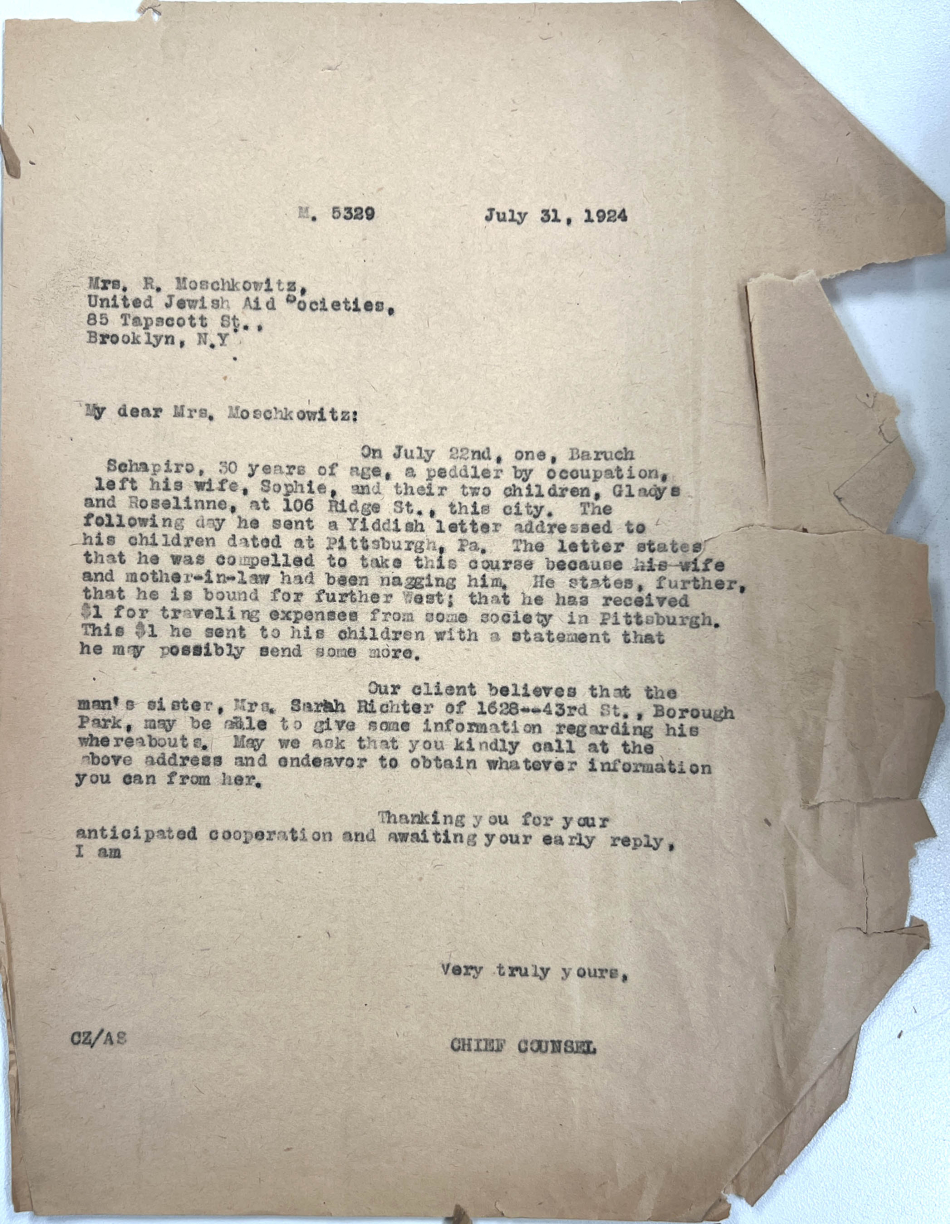 M. 5329 July 31, 1924
Mrs. R. Moschkowitz,
United Jewish Aid Societies,
85 Tapscott St.,
Brooklyn, N.Y.
My dear Mrs. Moschkowitz:
On July 22nd, one, Baruch
Schapiro, 30 years of age, a peddler by occupation,
left his wife, Sophie, and their two children, Gladys
and Roselinne, at 106 Ridge St., this city. The
following day he sent a Yiddish letter addressed to
his children dated at Pittsburgh, Pa. The letter states
that he was compelled to take this course because his wife
and mother-in-law had been nagging him. He states, further,
that he is bound for further West; that he has received
$1 for traveling expenses from some society in Pittsburgh.
This $1 he sent to his children with a statement that
he may possibly send some more.
Our client believes that the
man's sister, Mrs. Sarah Richter of 1628--43rd St., Borough
Park, may be able to give some information regarding his
whereabouts. May we ask that you kindly call at the
above address and endeavor to obtain whatever information
you can from her.
Thanking you for your
anticipated cooperation and awaiting your early reply,
I am
Very truly yours,
CZ/AS CHIEF COUNSEL